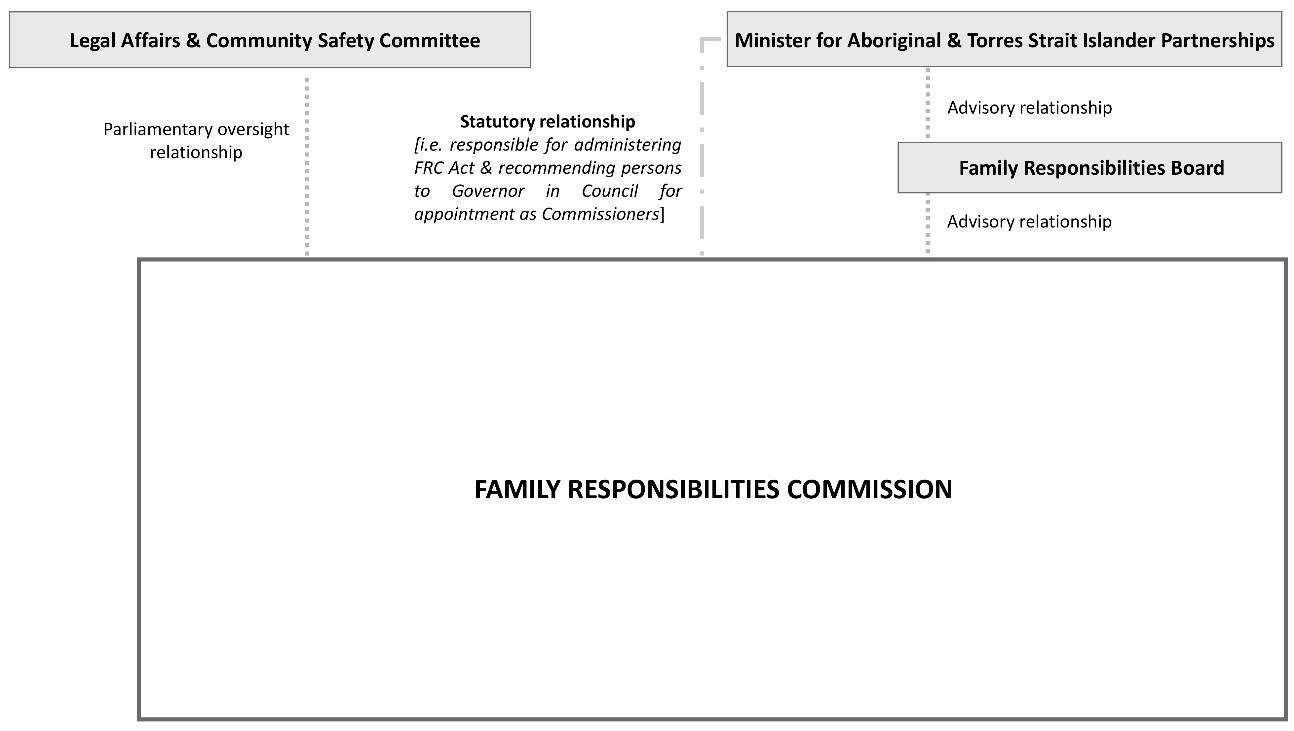 Legal Affairs & Community Safety Committee
Minister for Aboriginal & Torres Strait Islander Partnerships
Parliamentary oversight
relationship
Statutory relationship
[i.e. responsible for administering
FRC Act & recommending persons
to Governor in Council for
appointment as Commissioners]
Advisory relationship
Family Responsibilities Board
Advisory relationship
FAMILY RESPONSIBILITIES COMMISSION